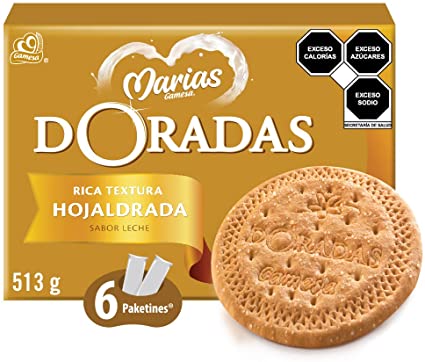 Gamesa
Marias
Gamesa®
DORADAS
EXCESO
CALORÍAS
EXCESO
AZÚCARES
EXCESO
SODIO
SECRETARÍA DE SALUD
RICA TEXTURA
HOJALDRADA
SABOR LECHE
513 g
6
Paketines®
DORADAS
Gamesa